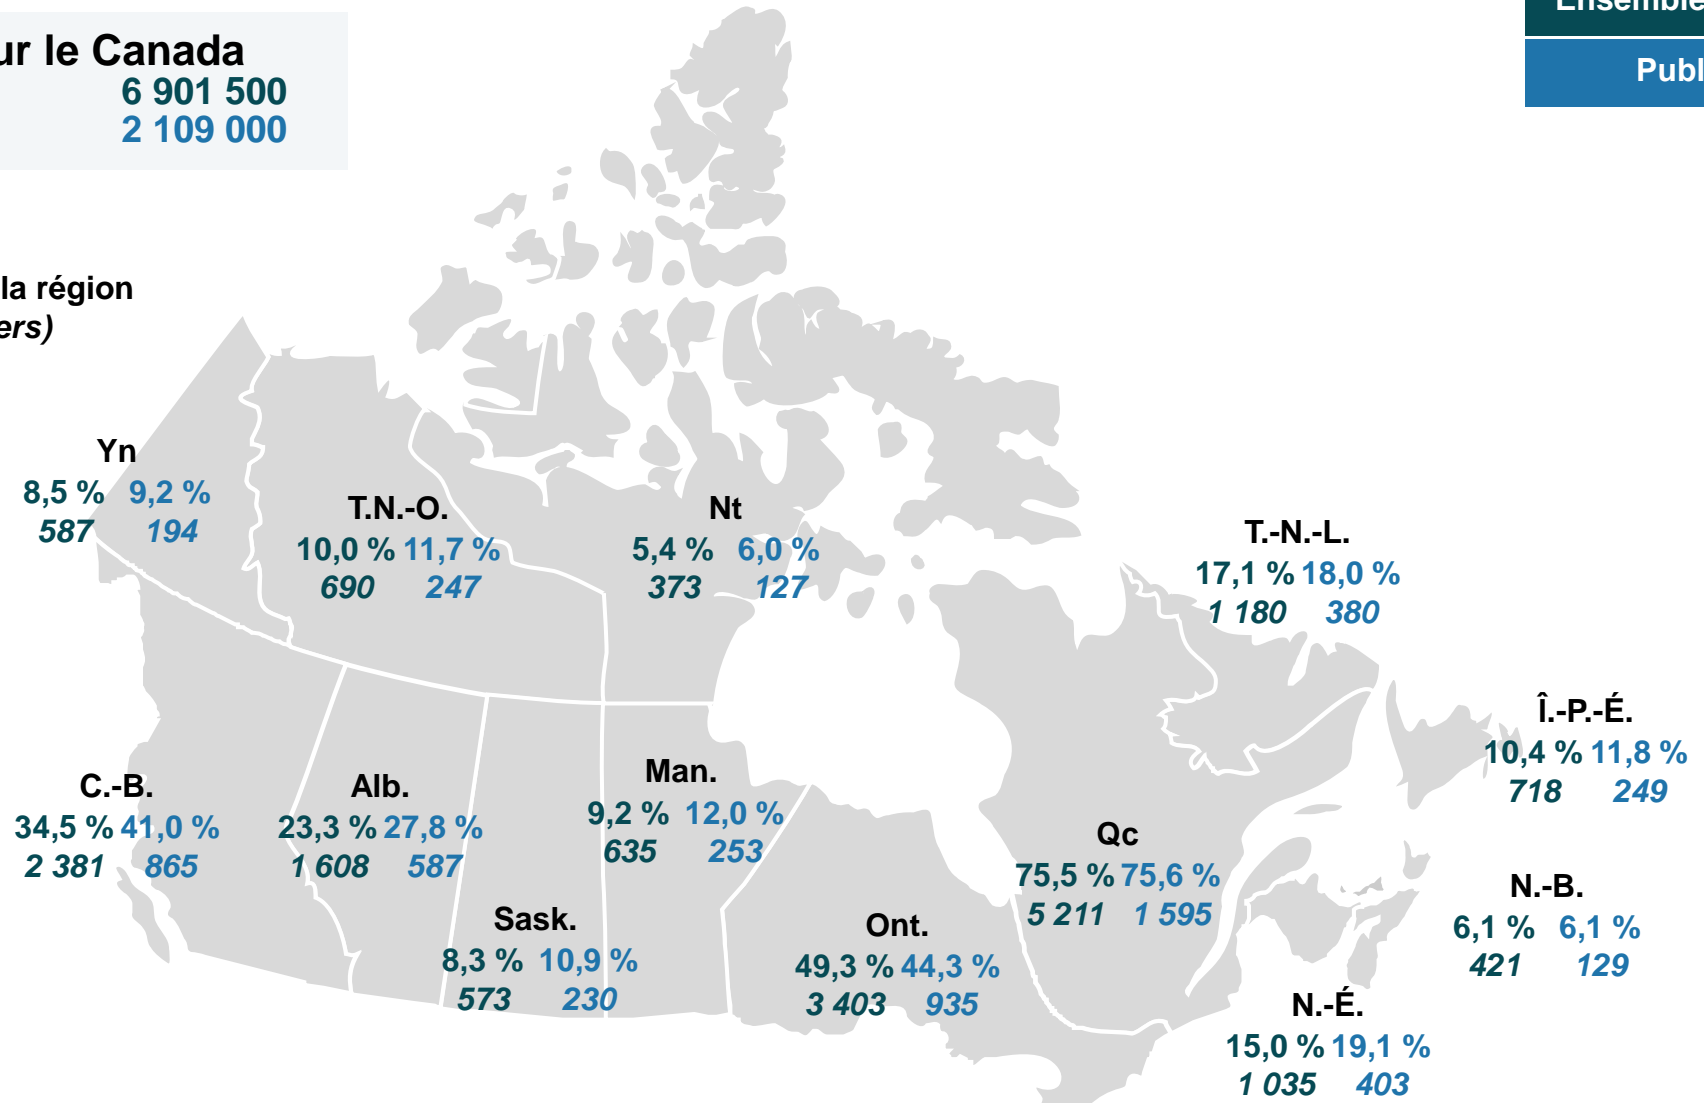 ur le Canada
6 901 500
2 109 000
Ensemble
Publ
la région
ers)
Yn
8,5 % 9,2 %
587 194
T.N.-O.
10,0 % 11,7 %
690 247
Nt
5,4 % 6,0 %
373 127
T.-N.-L.
17,1 % 18,0 %
1 180 380
Î.-P.-É.
10,4 % 11,8 %
718 249
C.-B.
34,5 % 41,0 %
2 381 865
Alb.
23,3 % 27,8 %
1 608 587
Man.
9,2 % 12,0 %
635 253
Qc
75,5 % 75,6 %
5 211 1 595
N.-B.
6,1 % 6,1 %
421 129
Sask.
8,3 % 10,9 %
573 230
Ont.
49,3 % 44,3 %
3 403 935
N.-É.
15,0 % 19,1 %
1 035 403